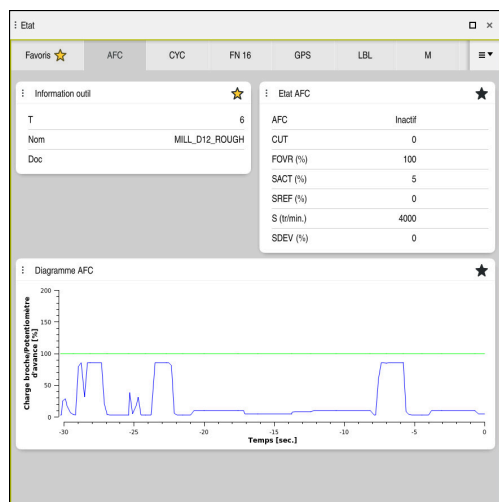 Etat
Favoris AFC CYC FN 16 GPS LBL M
Information outil
T 6
Nom MILL_D12_ROUGH
Doc
Etat AFC
AFC Inactif
CUT 0
FOVR (%) 100
SACT (%) 5
SREF (%) 0
S (tr/min.) 4000
SDEV (%) 0
Diagramme AFC
Charge broche/Potentiomètre
d'avance [%]
200
150
100
50
0
-30 -25 -20 -15 -10 -5 0
Temps [sec.]